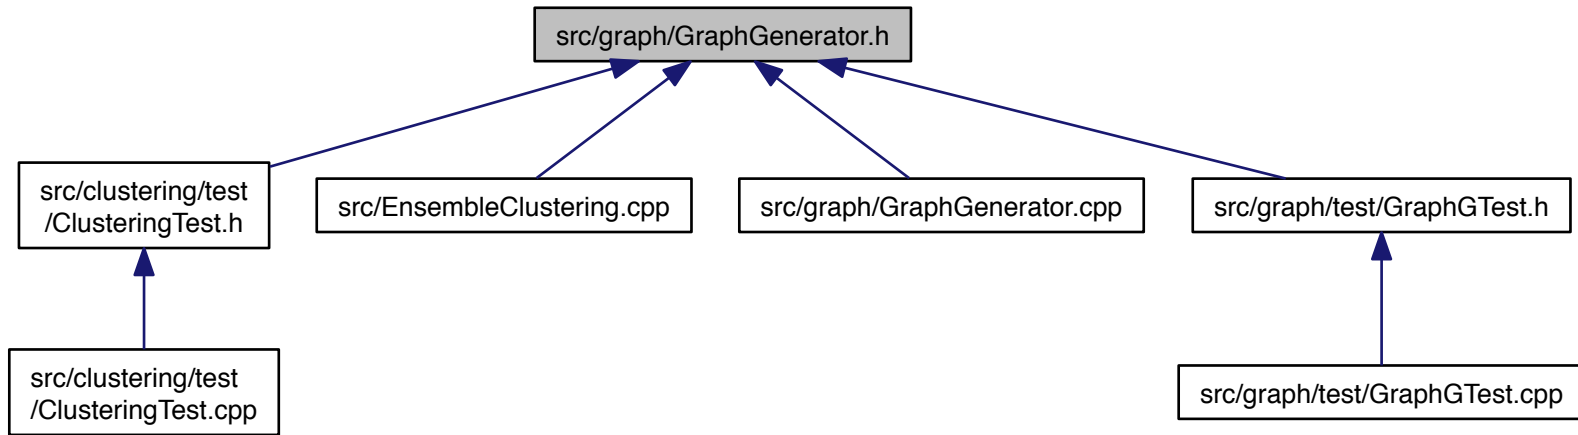 src/graph/GraphGenerator.h
src/clustering/test
/ClusteringTest.h
src/EnsembleClustering.cpp
src/graph/GraphGenerator.cpp
src/graph/test/GraphGTest.h
src/clustering/test
/ClusteringTest.cpp
src/graph/test/GraphGTest.cpp